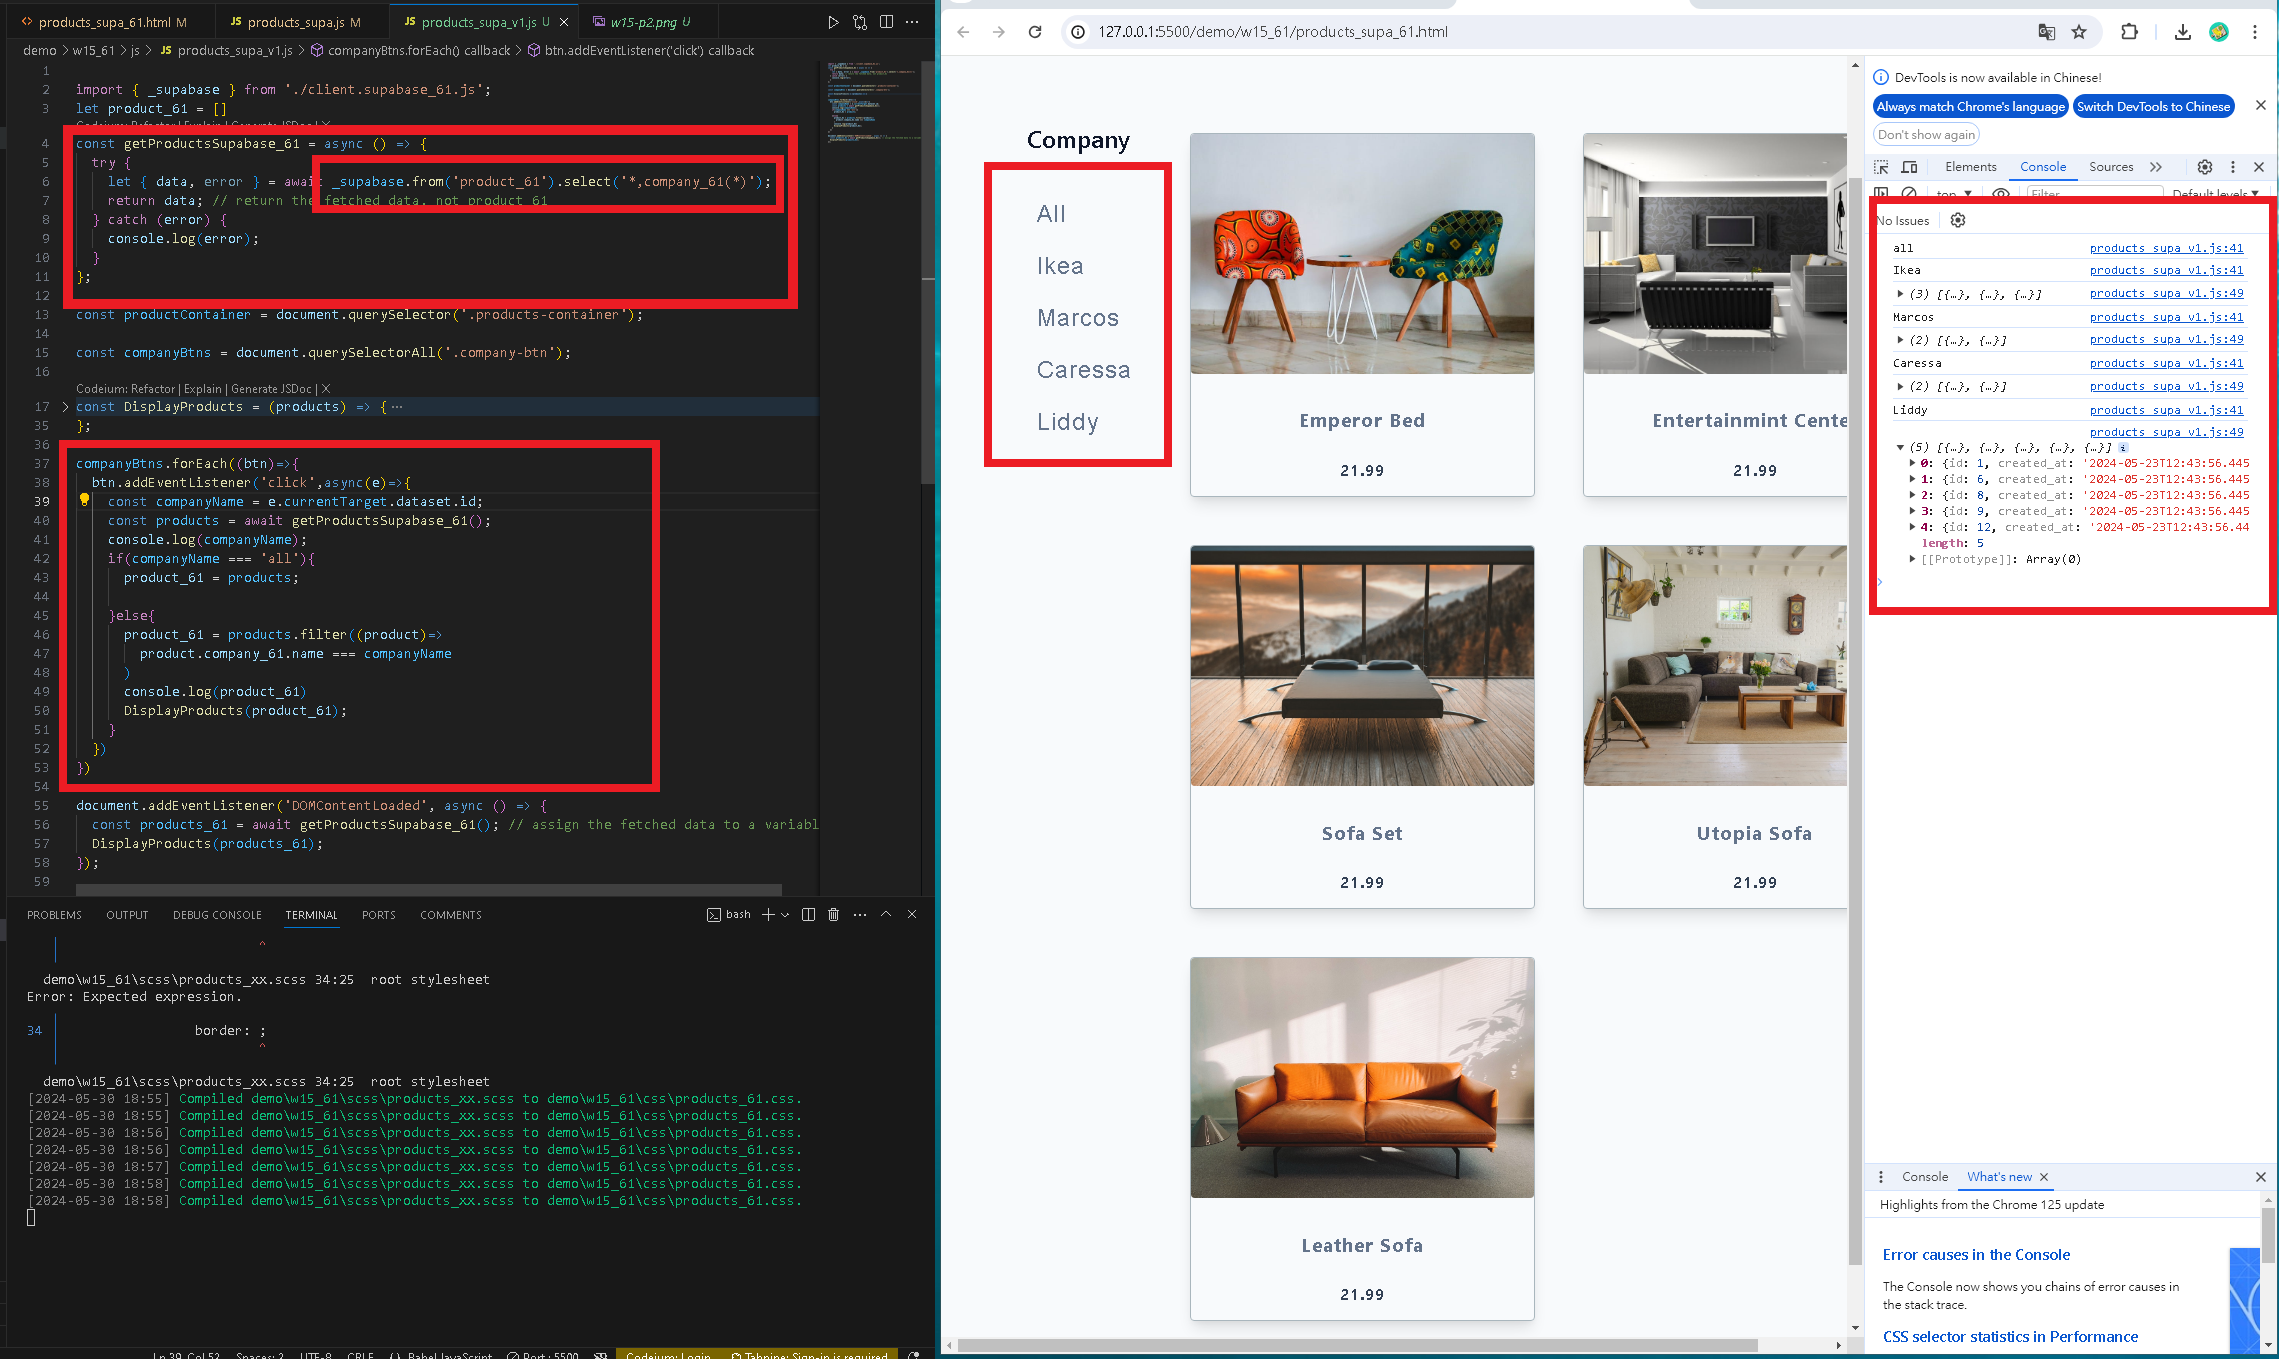 products_supa_61.html M
JS products_supa.js M
JS products_supa_v1.js U
w15-p2.png U
demo > w15_61 > js > JS products_supa_v1.js > companyBtns.forEach() callback > btn.addEventListener('click') callback
1
2 import { _supabase } from './client.supabase_61.js';
3 let product_61 = []
Codeium: Refactor | Explain | Generate JSDoc | X
4 const getProductsSupabase_61 = async () => {
5 try {
6 let { data, error } = await _supabase.from('product_61').select('*,company_61(*)');
7 return data; // return the fetched data, not product_61
8 } catch (error) {
9 console.log(error);
10 }
11 };
12
13 const productContainer = document.querySelector('.products-container');
14
15 const companyBtns = document.querySelectorAll('.company-btn');
16
Codeium: Refactor | Explain | Generate JSDoc | X
17 const DisplayProducts = (products) => { ...
35 };
36
37 companyBtns.forEach((btn)=>{
38 btn.addEventListener('click',async(e)=>{
39 const companyName = e.currentTarget.dataset.id;
40 const products = await getProductsSupabase_61();
41 console.log(companyName);
42 if(companyName === 'all'){
43 product_61 = products;
44
45 }else{
46 product_61 = products.filter((product)=>
47 product.company_61.name === companyName
48 )
49 console.log(product_61)
50 DisplayProducts(product_61);
51 }
52 })
53 })
54
55 document.addEventListener('DOMContentLoaded', async () => {
56 const products_61 = await getProductsSupabase_61(); // assign the fetched data to a variabl
57 DisplayProducts(products_61);
58 });
59
PROBLEMS OUTPUT DEBUG CONSOLE TERMINAL PORTS COMMENTS
bash
^
demo\w15_61\scss\products_xx.scss 34:25 root stylesheet
Error: Expected expression.
34 border: ;
^
demo\w15_61\scss\products_xx.scss 34:25 root stylesheet
[2024-05-30 18:55] Compiled demo\w15_61\scss\products_xx.scss to demo\w15_61\css\products_61.css.
[2024-05-30 18:55] Compiled demo\w15_61\scss\products_xx.scss to demo\w15_61\css\products_61.css.
[2024-05-30 18:56] Compiled demo\w15_61\scss\products_xx.scss to demo\w15_61\css\products_61.css.
[2024-05-30 18:56] Compiled demo\w15_61\scss\products_xx.scss to demo\w15_61\css\products_61.css.
[2024-05-30 18:57] Compiled demo\w15_61\scss\products_xx.scss to demo\w15_61\css\products_61.css.
[2024-05-30 18:58] Compiled demo\w15_61\scss\products_xx.scss to demo\w15_61\css\products_61.css.
[2024-05-30 18:58] Compiled demo\w15_61\scss\products_xx.scss to demo\w15_61\css\products_61.css.
Ln 39, Col 52 Spaces: 2 UTF-8 CRLF { } Babel JavaScript Port : 5500 Codeium: Login Tabnine: Sign-in is required
127.0.0.1:5500/demo/w15_61/products_supa_61.html
Company
All
Ikea
Marcos
Caressa
Liddy
Emperor Bed
21.99
Entertainmint Cente
21.99
Sofa Set
21.99
Utopia Sofa
21.99
Leather Sofa
21.99
DevTools is now available in Chinese!
Always match Chrome's language
Switch DevTools to Chinese
Don't show again
Elements Console Sources
top Filter Default levels
No Issues
all products_supa_v1.js:41
Ikea products_supa_v1.js:41
(3) [{…}, {…}, {…}] products_supa_v1.js:49
Marcos products_supa_v1.js:41
(2) [{…}, {…}] products_supa_v1.js:49
Caressa products_supa_v1.js:41
(2) [{…}, {…}] products_supa_v1.js:49
Liddy products_supa_v1.js:41
products_supa_v1.js:49
(5) [{…}, {…}, {…}, {…}, {…}] i
0: {id: 1, created_at: '2024-05-23T12:43:56.445
1: {id: 6, created_at: '2024-05-23T12:43:56.445
2: {id: 8, created_at: '2024-05-23T12:43:56.445
3: {id: 9, created_at: '2024-05-23T12:43:56.445
4: {id: 12, created_at: '2024-05-23T12:43:56.44
length: 5
[[Prototype]]: Array(0)
Console What's new
Highlights from the Chrome 125 update
Error causes in the Console
The Console now shows you chains of error causes in
the stack trace.
CSS selector statistics in Performance